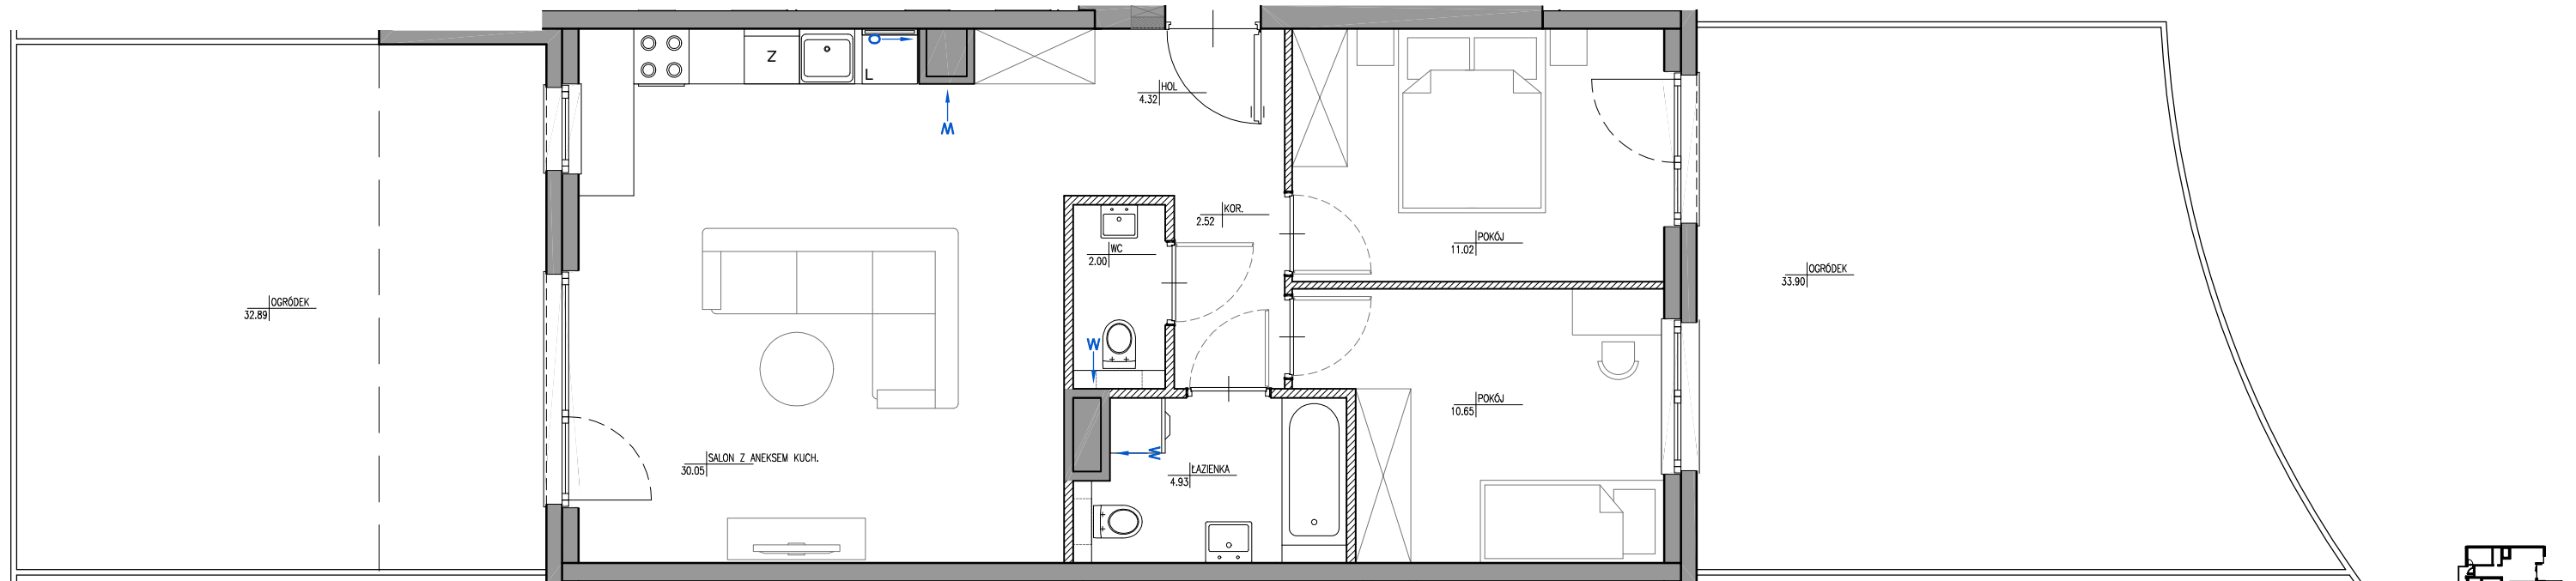 OGRÓDEK
32.89
Z
L
O
W
HOL
4.32
KOR.
2.52
WC
2.00
W
POKÓJ
11.02
POKÓJ
10.65
SALON Z ANEKSEM KUCH.
30.05
W
ŁAZIENKA
4.93
OGRÓDEK
33.90